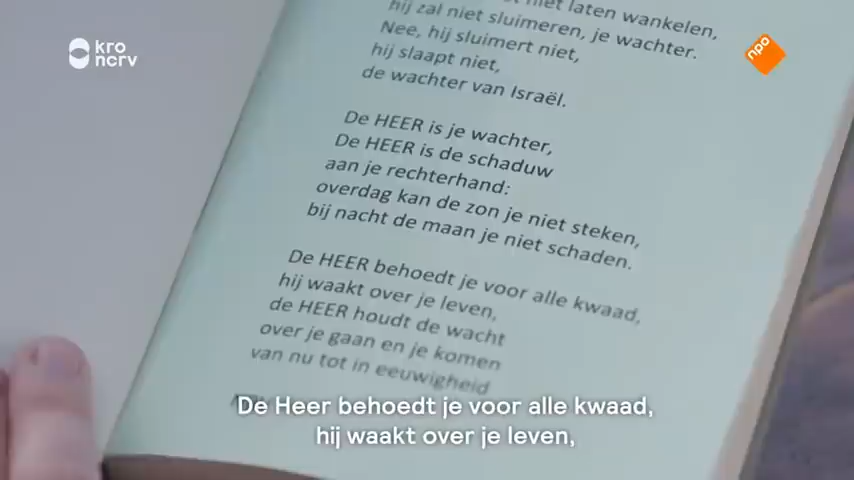 kro
ncrv
npo
niet laten wankelen,
hij zal niet sluimeren, je wachter.
Nee, hij sluimert niet,
hij slaapt niet,
de wachter van Israël.
De HEER is je wachter,
De HEER is de schaduw
aan je rechterhand:
overdag kan de zon je niet steken,
bij nacht de maan je niet schaden.
De HEER behoedt je voor alle kwaad,
hij waakt over je leven,
de HEER houdt de wacht
over je gaan en je komen
van nu tot in eeuwigheid
De Heer behoedt je voor alle kwaad,
hij waakt over je leven,